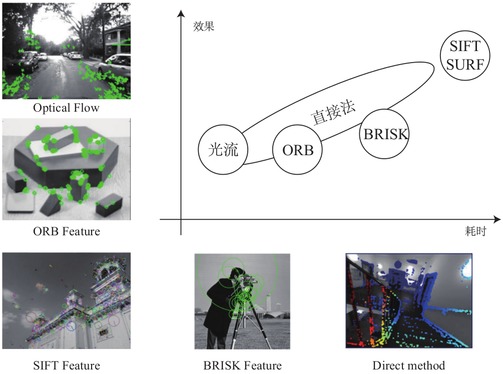 效果
SIFT
SURF
直接法
光流
ORB
BRISK
耗时
Optical Flow
ORB Feature
SIFT Feature
BRISK Feature
Direct method